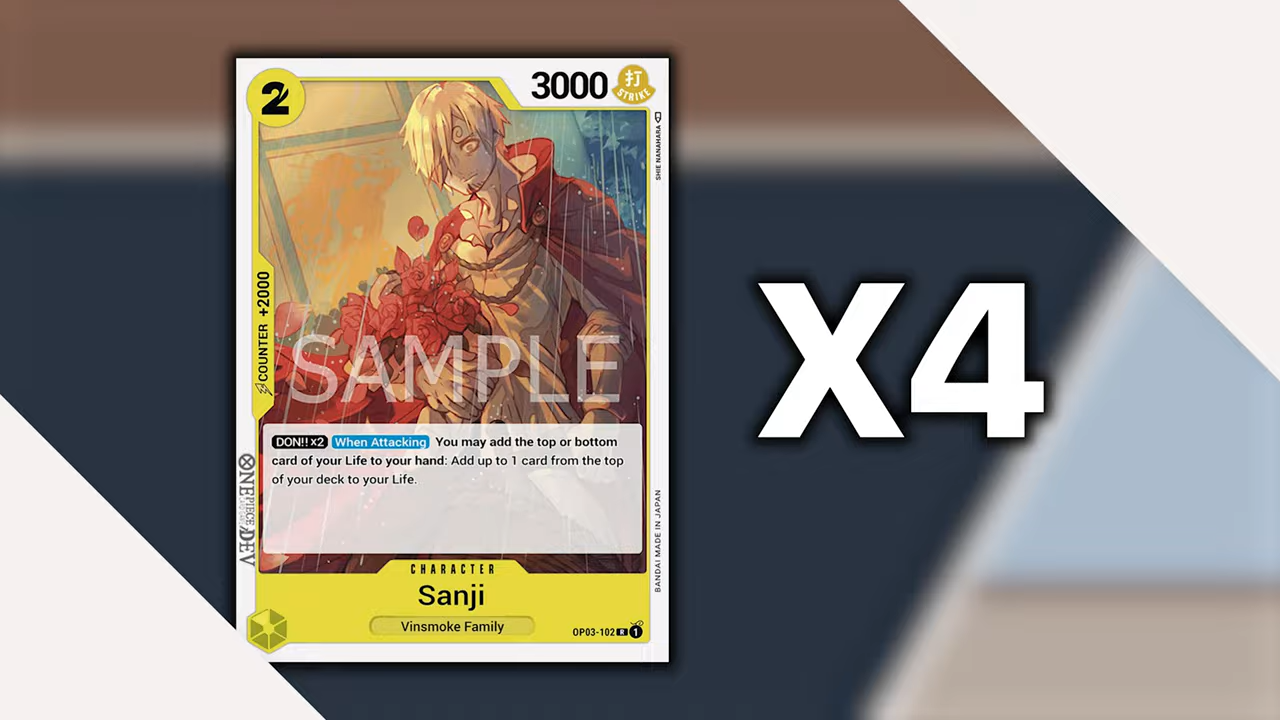 2
3000
打
STRIKE
SHIE NANAHARA
COUNTER +2000
SAMPLE
X4
DON!! x2 When Attacking You may add the top or bottom
card of your Life to your hand: Add up to 1 card from the top
of your deck to your Life.
ONE PIECE
DEV
BANDAI MADE IN JAPAN
CHARACTER
Sanji
Vinsmoke Family
OP03-102 R 1